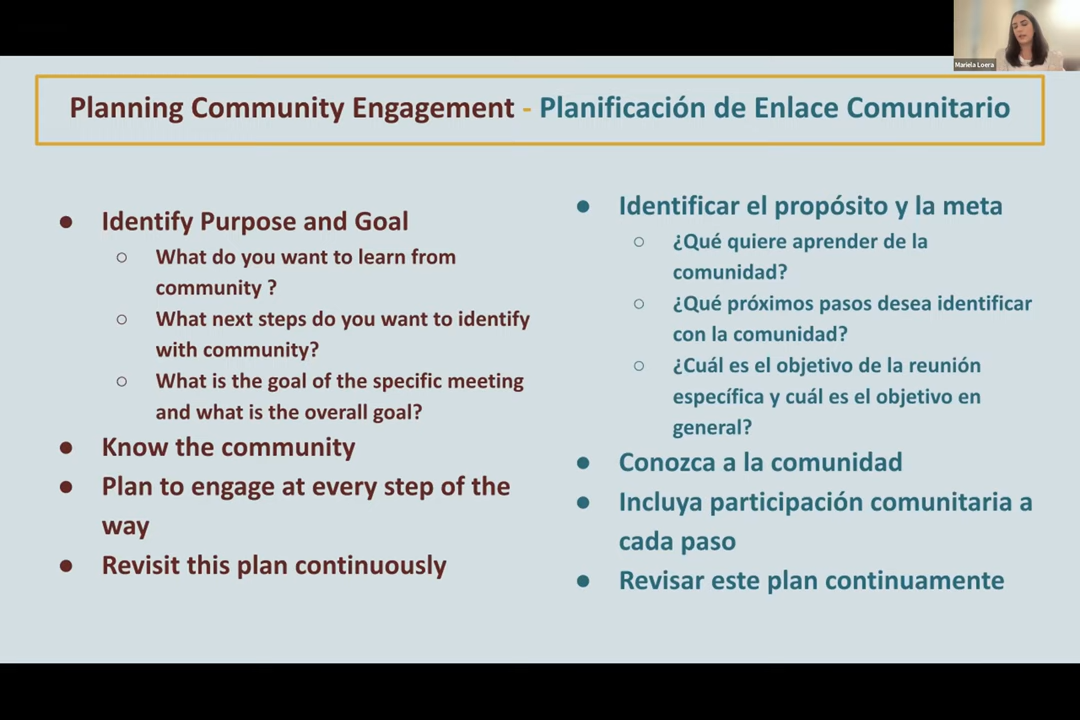 Mariela Loera
Planning Community Engagement - Planificación de Enlace Comunitario
● Identify Purpose and Goal
○ What do you want to learn from
community ?
○ What next steps do you want to identify
with community?
○ What is the goal of the specific meeting
and what is the overall goal?
● Know the community
● Plan to engage at every step of the
way
● Revisit this plan continuously
● Identificar el propósito y la meta
○ ¿Qué quiere aprender de la
comunidad?
○ ¿Qué próximos pasos desea identificar
con la comunidad?
○ ¿Cuál es el objetivo de la reunión
específica y cuál es el objetivo en
general?
● Conozca a la comunidad
● Incluya participación comunitaria a
cada paso
● Revisar este plan continuamente